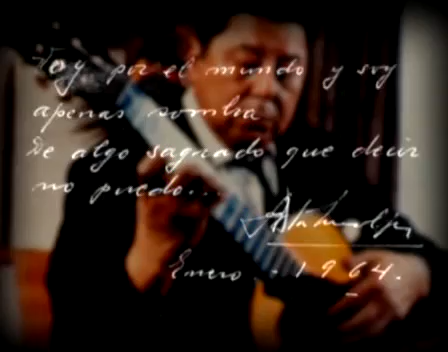 Voy por el mundo y soy
apenas sombra
De algo sagrado que decir
no puedo...
Enero - 1964.